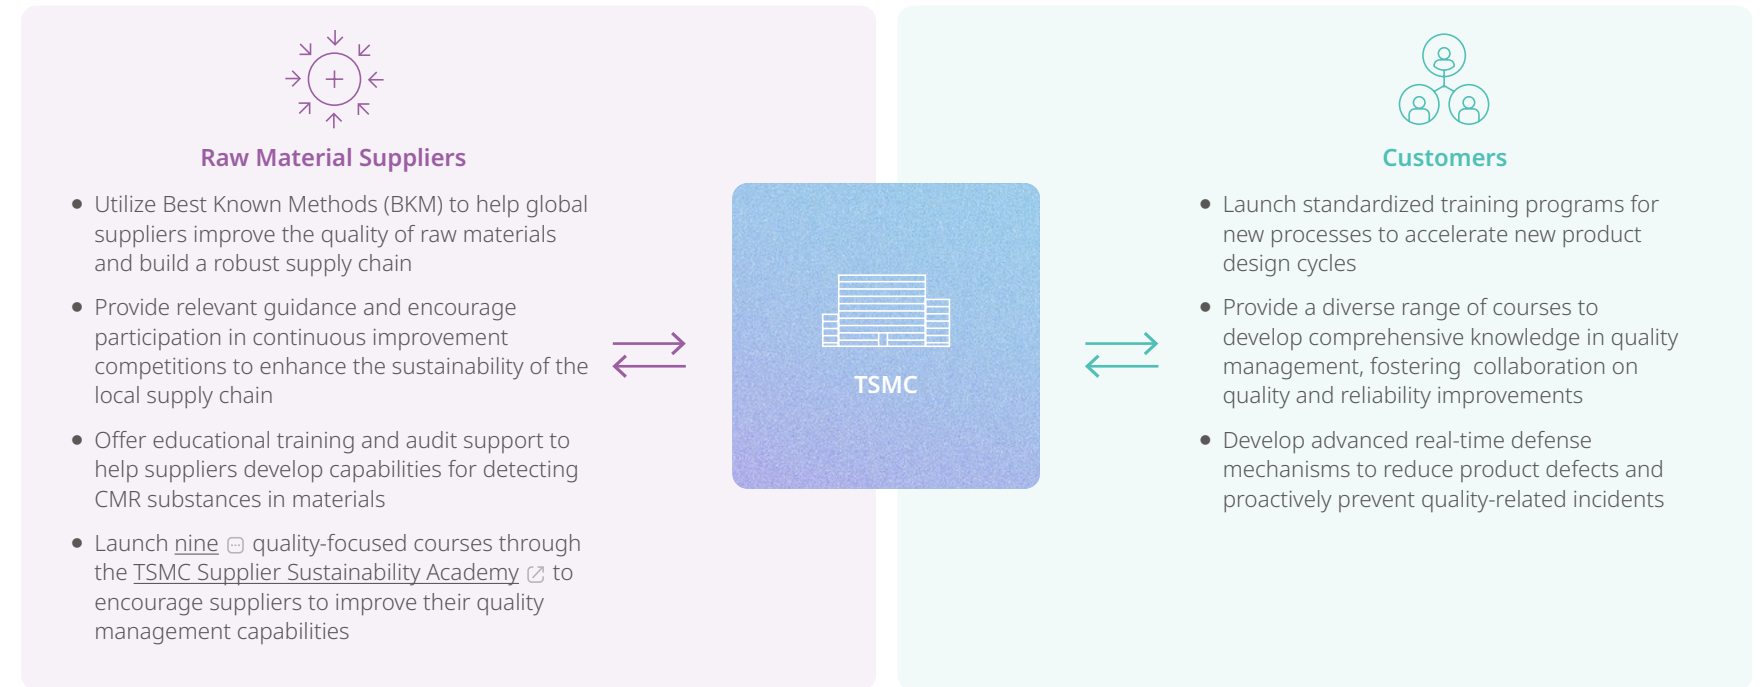 Raw Material Suppliers
● Utilize Best Known Methods (BKM) to help global
suppliers improve the quality of raw materials
and build a robust supply chain
● Provide relevant guidance and encourage
participation in continuous improvement
competitions to enhance the sustainability of the
local supply chain
● Offer educational training and audit support to
help suppliers develop capabilities for detecting
CMR substances in materials
● Launch nine quality-focused courses through
the TSMC Supplier Sustainability Academy to
encourage suppliers to improve their quality
management capabilities
TSMC
Customers
● Launch standardized training programs for
new processes to accelerate new product
design cycles
● Provide a diverse range of courses to
develop comprehensive knowledge in quality
management, fostering  collaboration on
quality and reliability improvements
● Develop advanced real-time defense
mechanisms to reduce product defects and
proactively prevent quality-related incidents